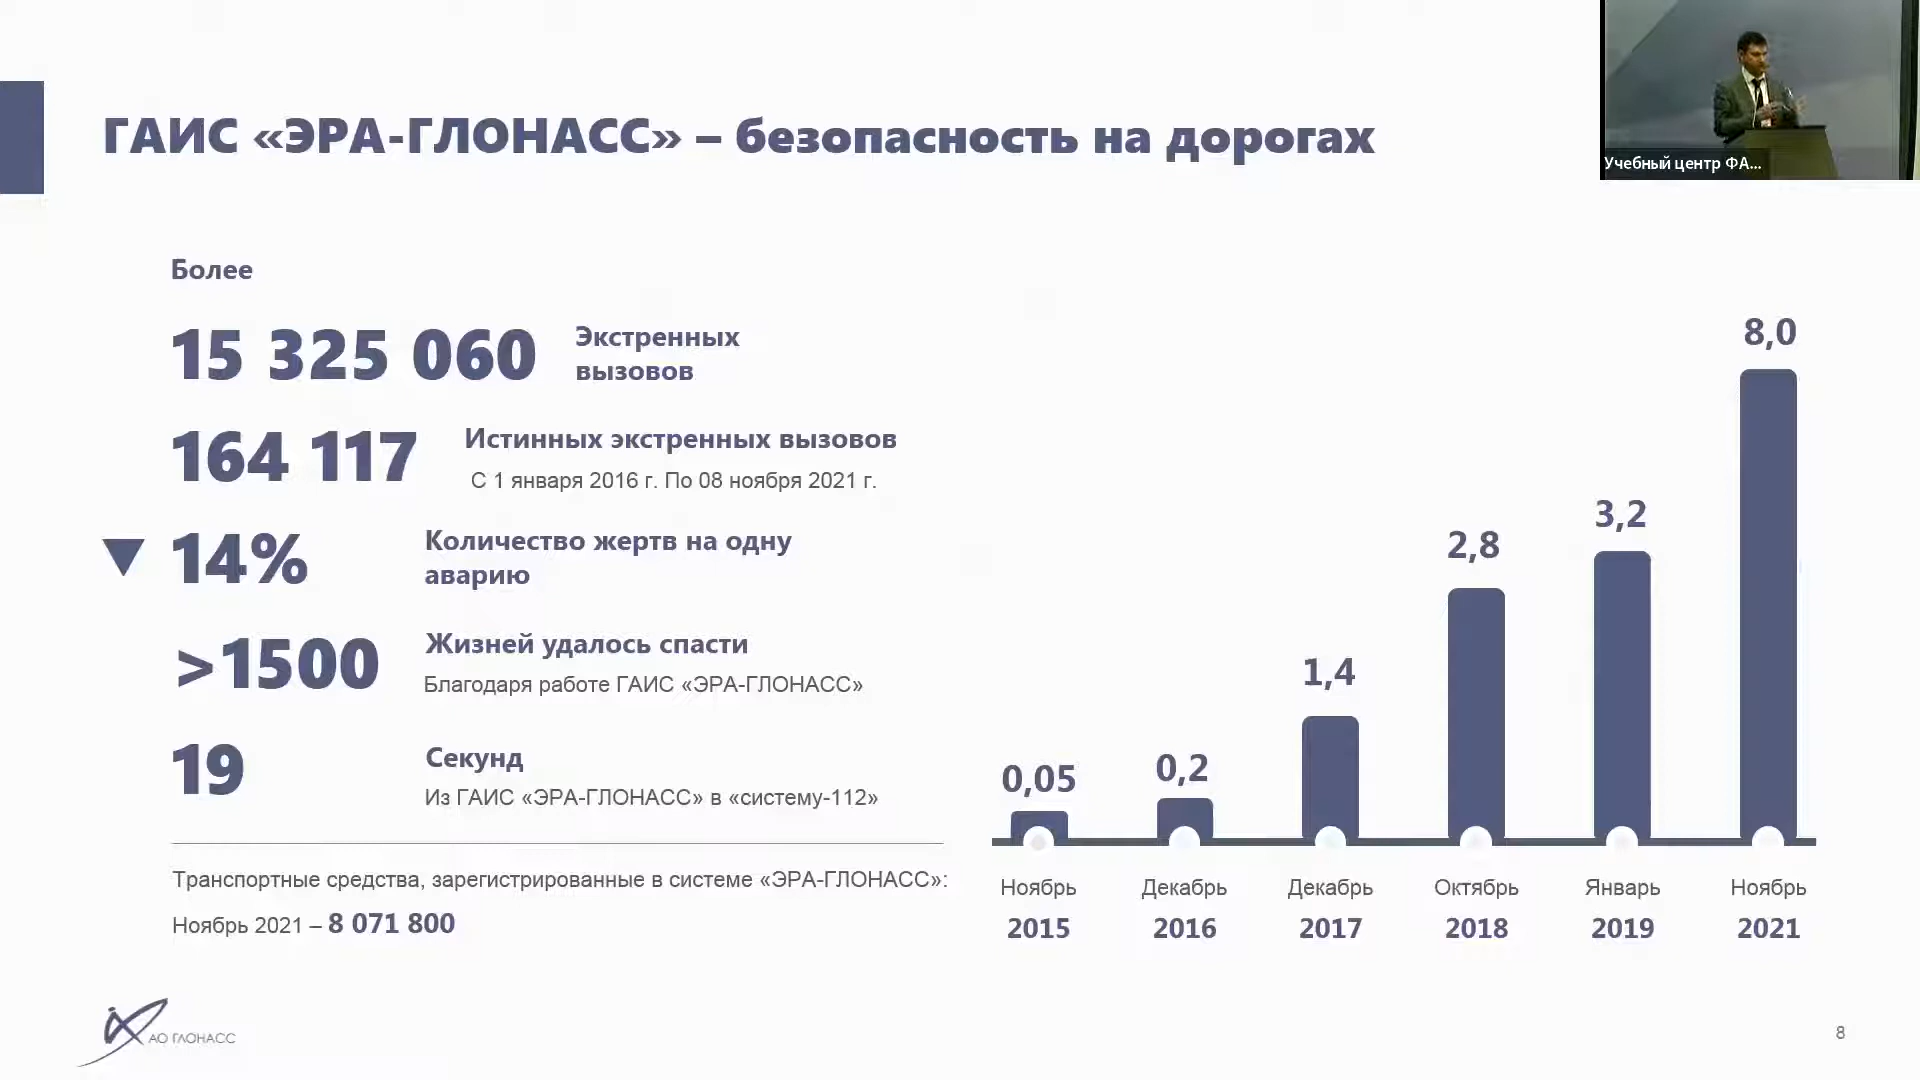 ГАИС «ЭРА-ГЛОНАСС» – безопасность на дорогах
Учебный центр ФА...
Более
15 325 060
Экстренных
вызовов
164 117
Истинных экстренных вызовов
С 1 января 2016 г. По 08 ноября 2021 г.
14%
Количество жертв на одну
аварию
>1500
Жизней удалось спасти
Благодаря работе ГАИС «ЭРА-ГЛОНАСС»
19
Секунд
Из ГАИС «ЭРА-ГЛОНАСС» в «систему-112»
Транспортные средства, зарегистрированные в системе «ЭРА-ГЛОНАСС»:
Ноябрь 2021 – 8 071 800
0,05
0,2
1,4
2,8
3,2
8,0
Ноябрь
2015
Декабрь
2016
Декабрь
2017
Октябрь
2018
Январь
2019
Ноябрь
2021
АО ГЛОНАСС
8